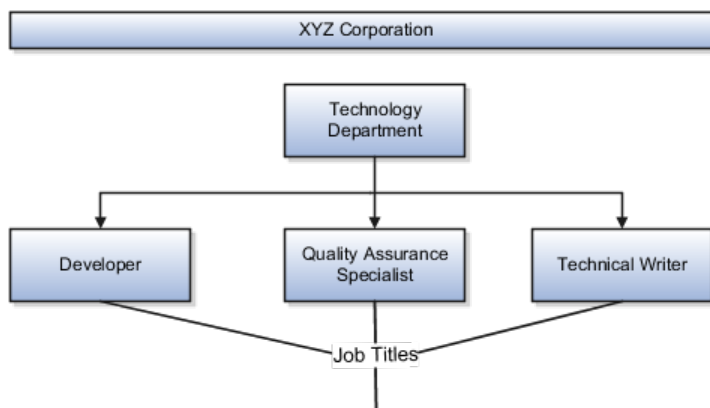 XYZ Corporation
Technology
Department
Developer
Quality Assurance
Specialist
Technical Writer
Job Titles